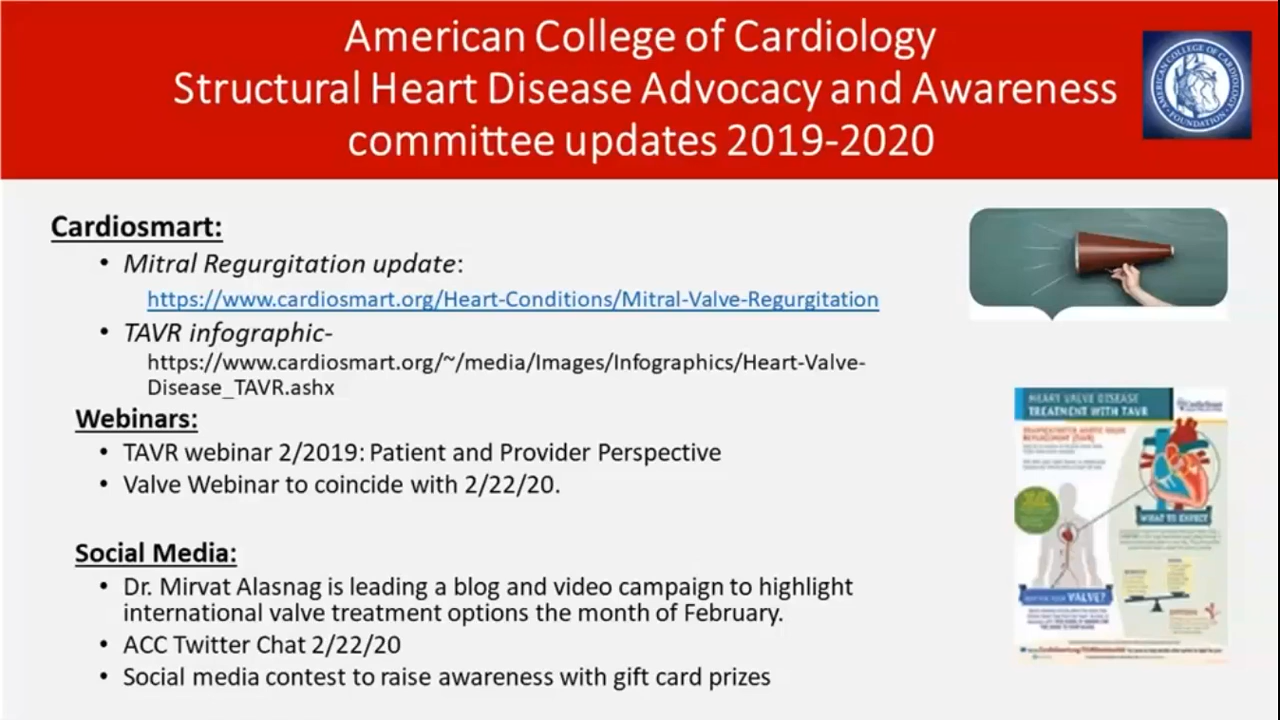 American College of Cardiology
Structural Heart Disease Advocacy and Awareness
committee updates 2019-2020
AMERICAN COLLEGE OF CARDIOLOGY
FOUNDATION
Cardiosmart:
• Mitral Regurgitation update:
https://www.cardiosmart.org/Heart-Conditions/Mitral-Valve-Regurgitation
• TAVR infographic-
https://www.cardiosmart.org/~/media/Images/Infographics/Heart-Valve-
Disease_TAVR.ashx
Webinars:
• TAVR webinar 2/2019: Patient and Provider Perspective
• Valve Webinar to coincide with 2/22/20.
Social Media:
• Dr. Mirvat Alasnag is leading a blog and video campaign to highlight
international valve treatment options the month of February.
• ACC Twitter Chat 2/22/20
• Social media contest to raise awareness with gift card prizes
HEART VALVE DISEASE
TREATMENT WITH TAVR
WHAT TO EXPECT
VALVE?